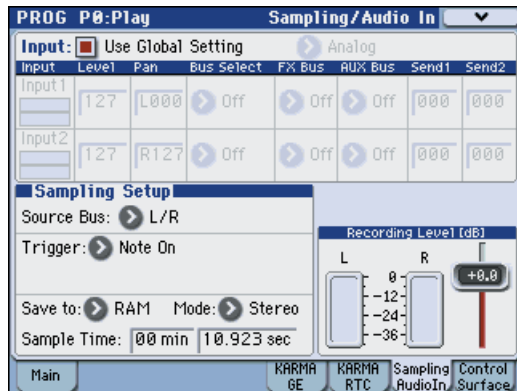 PROG P0:Play Sampling/Audio In
Input: Use Global Setting Analog
Input Level Pan Bus Select FX Bus AUX Bus Send1 Send2
Input1 127 L000 Off Off Off 000 000
Input2 127 R127 Off Off Off 000 000
Sampling Setup
Source Bus: L/R
Trigger: Note On
Save to: RAM Mode: Stereo
Sample Time: 00 min 10.923 sec
Recording Level [dB]
L R
0
-12
-24
-36
+0.0
Main KARMA GE KARMA RTC Sampling AudioIn Control Surface